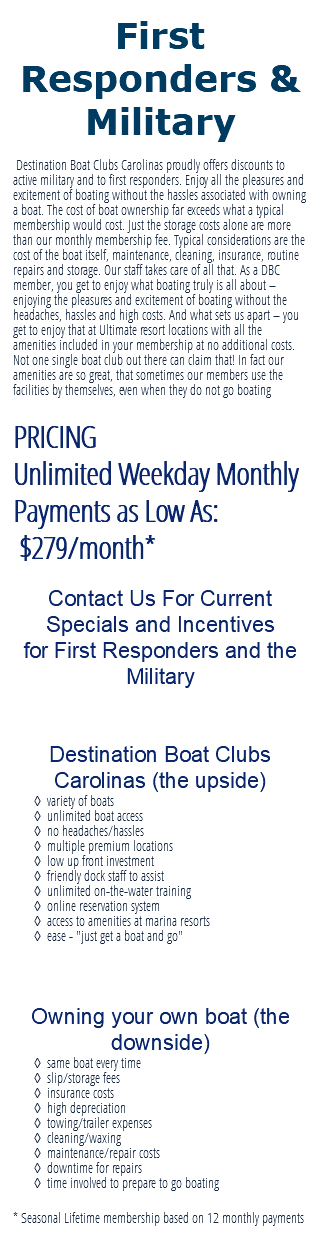 First
Responders &
Military
Destination Boat Clubs Carolinas proudly offers discounts to
active military and to first responders. Enjoy all the pleasures and
excitement of boating without the hassles associated with owning
a boat. The cost of boat ownership far exceeds what a typical
membership would cost. Just the storage costs alone are more
than our monthly membership fee. Typical considerations are the
cost of the boat itself, maintenance, cleaning, insurance, routine
repairs and storage. Our staff takes care of all that. As a DBC
member, you get to enjoy what boating truly is all about –
enjoying the pleasures and excitement of boating without the
headaches, hassles and high costs. And what sets us apart – you
get to enjoy that at Ultimate resort locations with all the
amenities included in your membership at no additional costs.
Not one single boat club out there can claim that! In fact our
amenities are so great, that sometimes our members use the
facilities by themselves, even when they do not go boating
PRICING
Unlimited Weekday Monthly
Payments as Low As:
$279/month*
Contact Us For Current
Specials and Incentives
for First Responders and the
Military
Destination Boat Clubs
Carolinas (the upside)
◊ variety of boats
◊ unlimited boat access
◊ no headaches/hassles
◊ multiple premium locations
◊ low up front investment
◊ friendly dock staff to assist
◊ unlimited on-the-water training
◊ online reservation system
◊ access to amenities at marina resorts
◊ ease - "just get a boat and go"
Owning your own boat (the
downside)
◊ same boat every time
◊ slip/storage fees
◊ insurance costs
◊ high depreciation
◊ towing/trailer expenses
◊ cleaning/waxing
◊ maintenance/repair costs
◊ downtime for repairs
◊ time involved to prepare to go boating
* Seasonal Lifetime membership based on 12 monthly payments